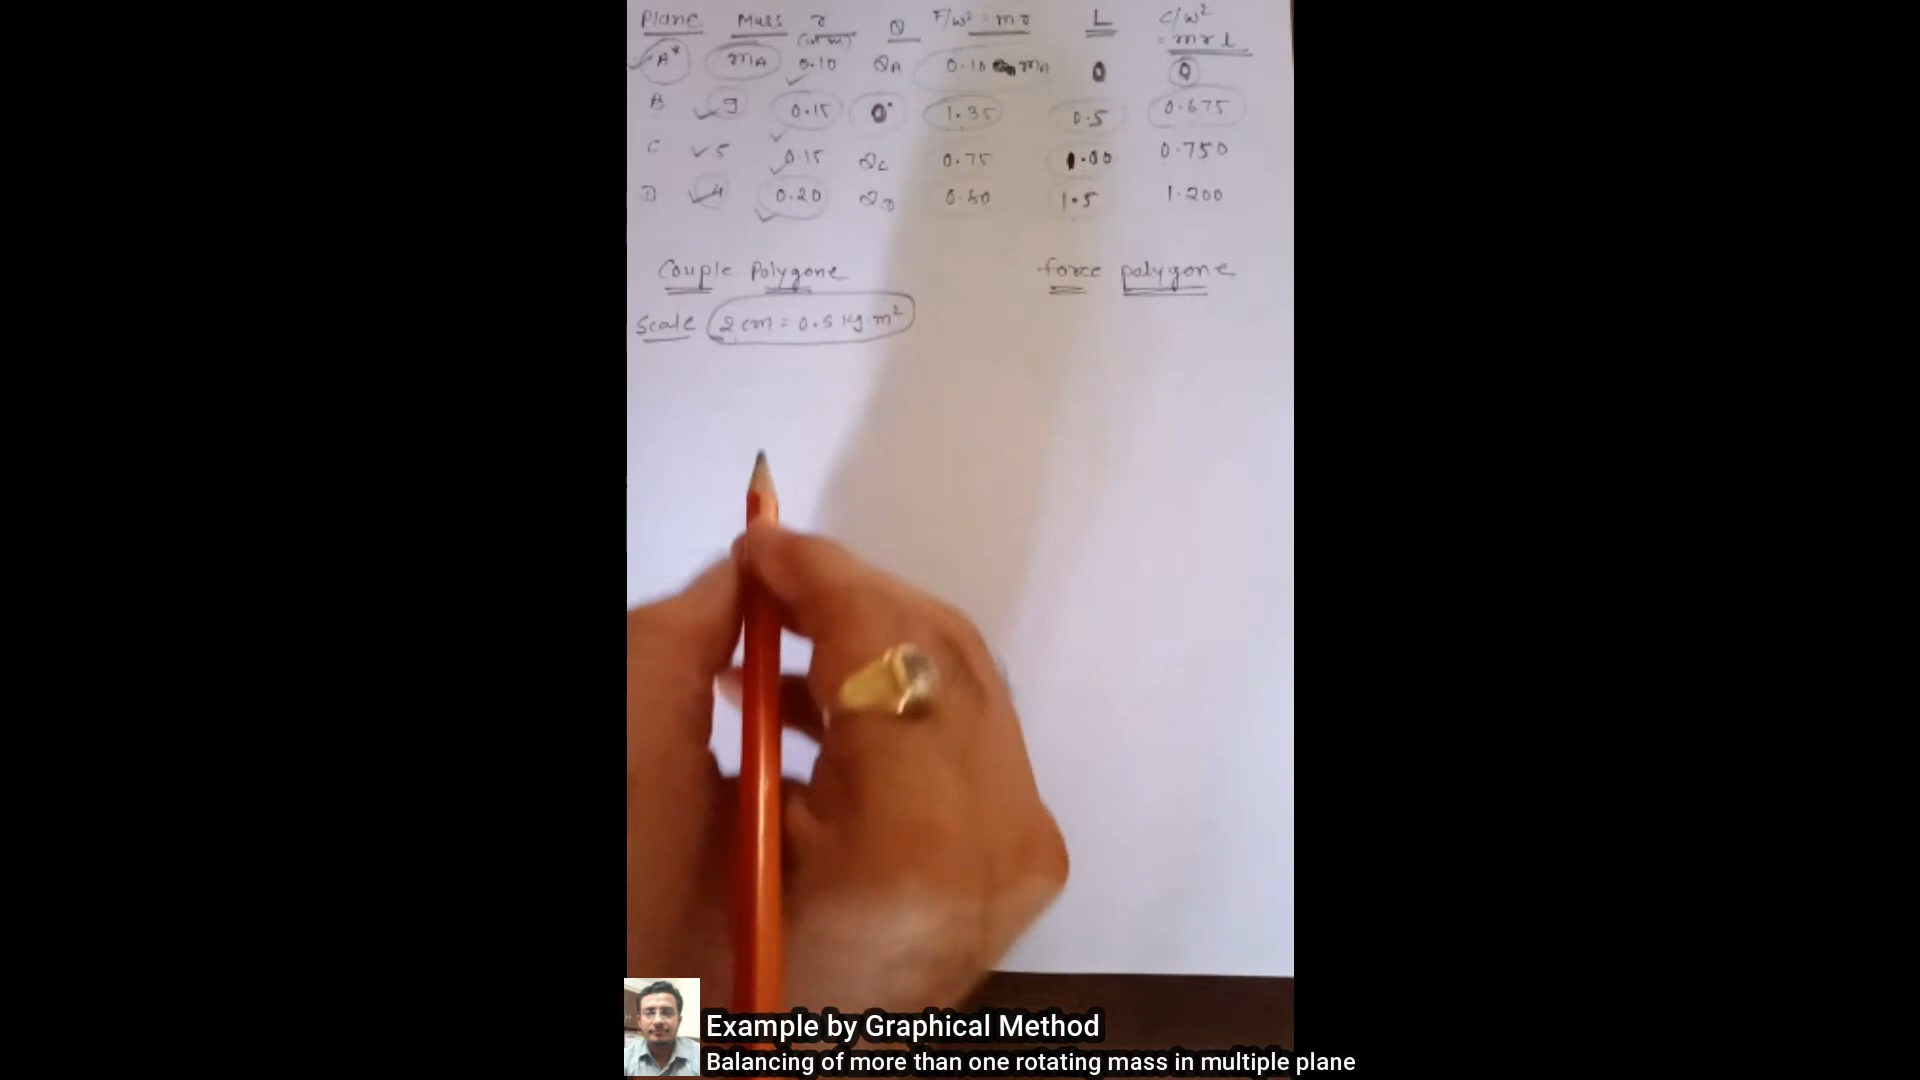 Plane Mass r θ F/w² = mr L C/w²
(in m) = mrl
A* mA 0.10 θA 0.10 mA 0 0
B 9 0.15 0° 1.35 0.5 0.675
C 5 0.15 θC 0.75 1.00 0.750
D 4 0.20 θD 0.80 1.5 1.200
Couple Polygone force polygone
Scale 2 cm = 0.5 kg m²
Example by Graphical Method
Balancing of more than one rotating mass in multiple plane